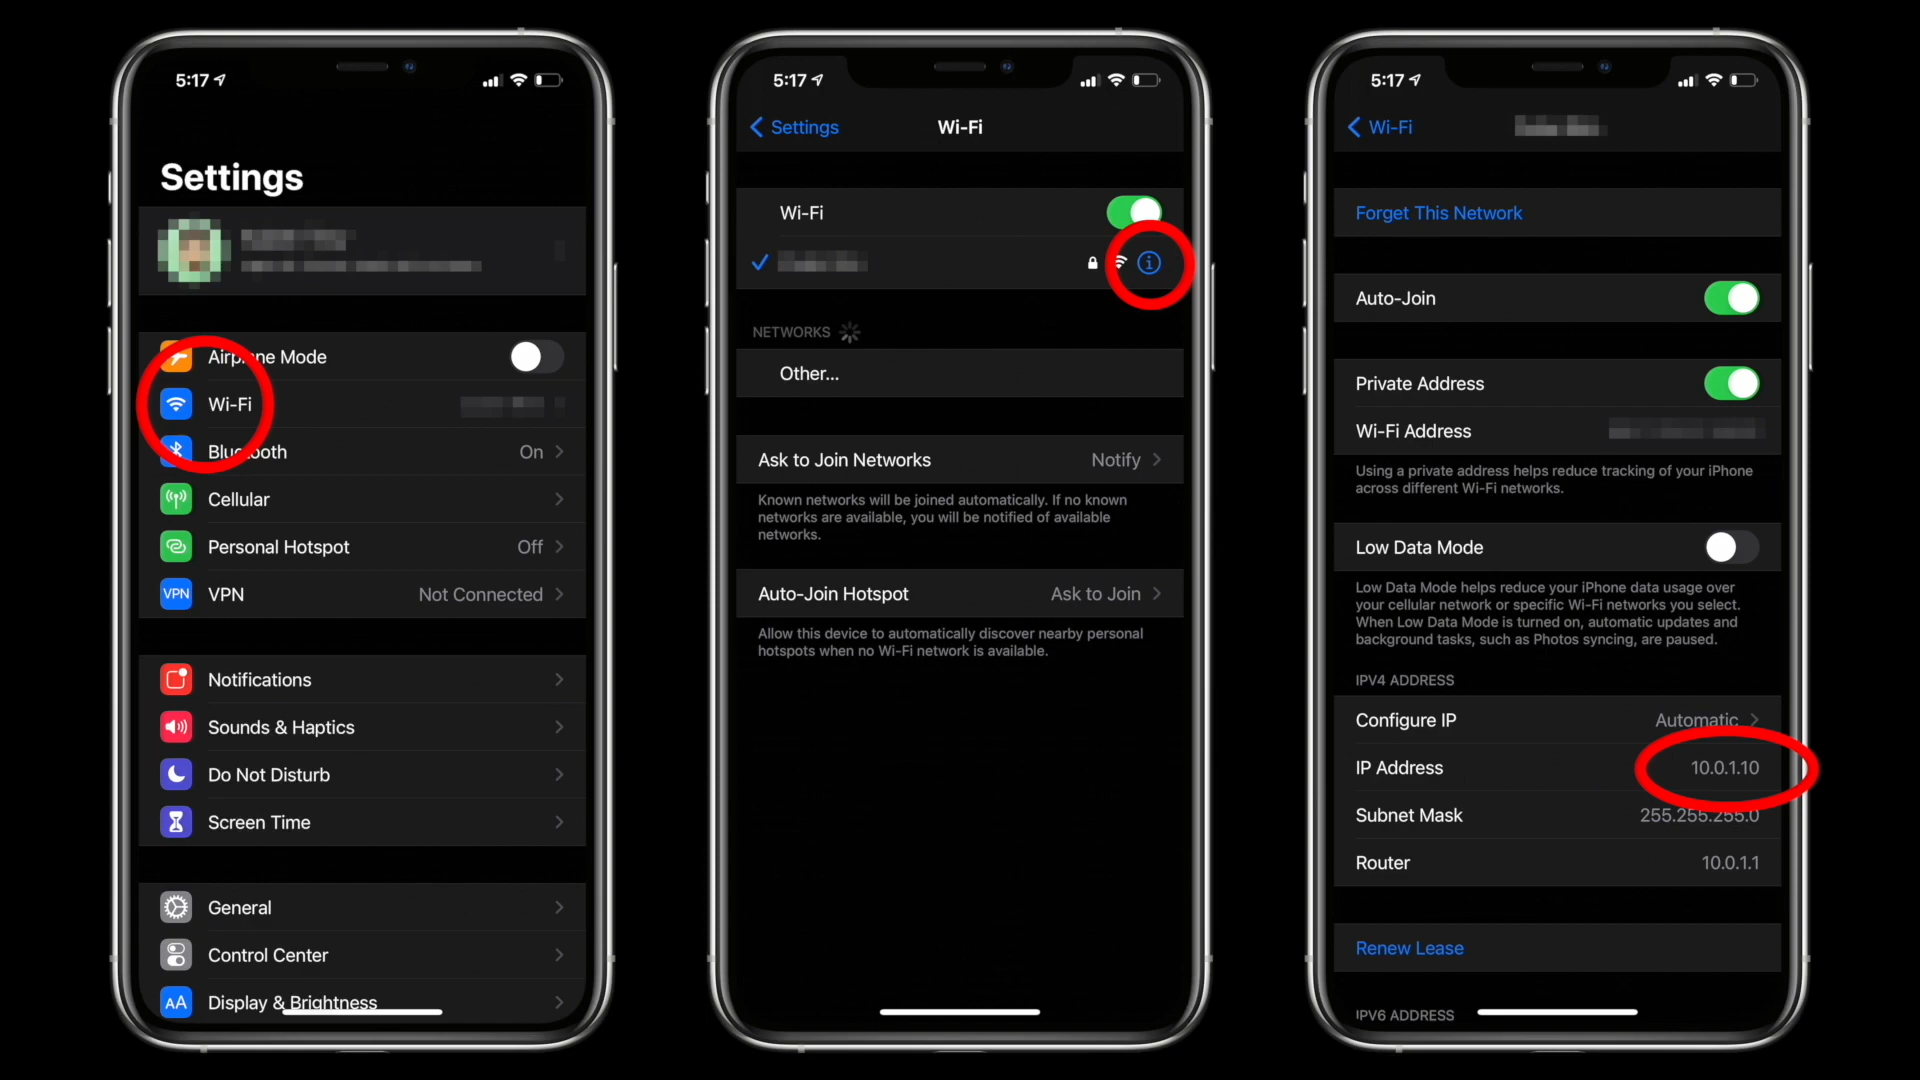 5:17
Settings
Airplane Mode
Wi-Fi
Bluetooth On
Cellular
Personal Hotspot Off
VPN VPN Not Connected
Notifications
Sounds & Haptics
Do Not Disturb
Screen Time
General
Control Center
AA Display & Brightness
5:17
Settings Wi-Fi
Wi-Fi
NETWORKS
Other...
Ask to Join Networks Notify
Known networks will be joined automatically. If no known
networks are available, you will be notified of available
networks.
Auto-Join Hotspot Ask to Join
Allow this device to automatically discover nearby personal
hotspots when no Wi-Fi network is available.
5:17
Wi-Fi
Forget This Network
Auto-Join
Private Address
Wi-Fi Address
Using a private address helps reduce tracking of your iPhone
across different Wi-Fi networks.
Low Data Mode
Low Data Mode helps reduce your iPhone data usage over
your cellular network or specific Wi-Fi networks you select.
When Low Data Mode is turned on, automatic updates and
background tasks, such as Photos syncing, are paused.
IPV4 ADDRESS
Configure IP Automatic
IP Address 10.0.1.10
Subnet Mask 255.255.255.0
Router 10.0.1.1
Renew Lease
IPV6 ADDRESS